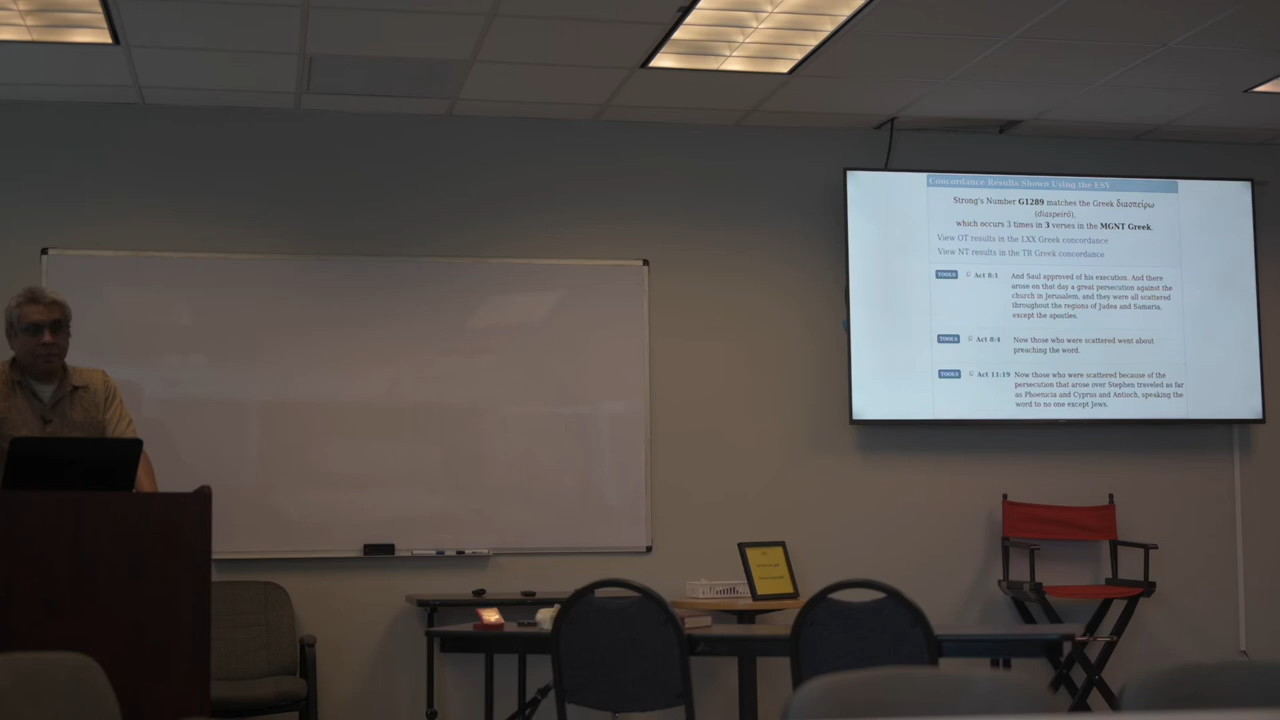 Concordance Results Shown Using the ESV
Strong's Number G1289 matches the Greek διασπείρω
(diaspeirō),
which occurs 3 times in 3 verses in the MGNT Greek.
View OT results in the LXX Greek concordance
View NT results in the TR Greek concordance
TOOLS Act 8:1 And Saul approved of his execution. And there
arose on that day a great persecution against the
church in Jerusalem, and they were all scattered
throughout the regions of Judea and Samaria,
except the apostles.
TOOLS Act 8:4 Now those who were scattered went about
preaching the word.
TOOLS Act 11:19 Now those who were scattered because of the
persecution that arose over Stephen traveled as far
as Phoenicia and Cyprus and Antioch, speaking the
word to no one except Jews.